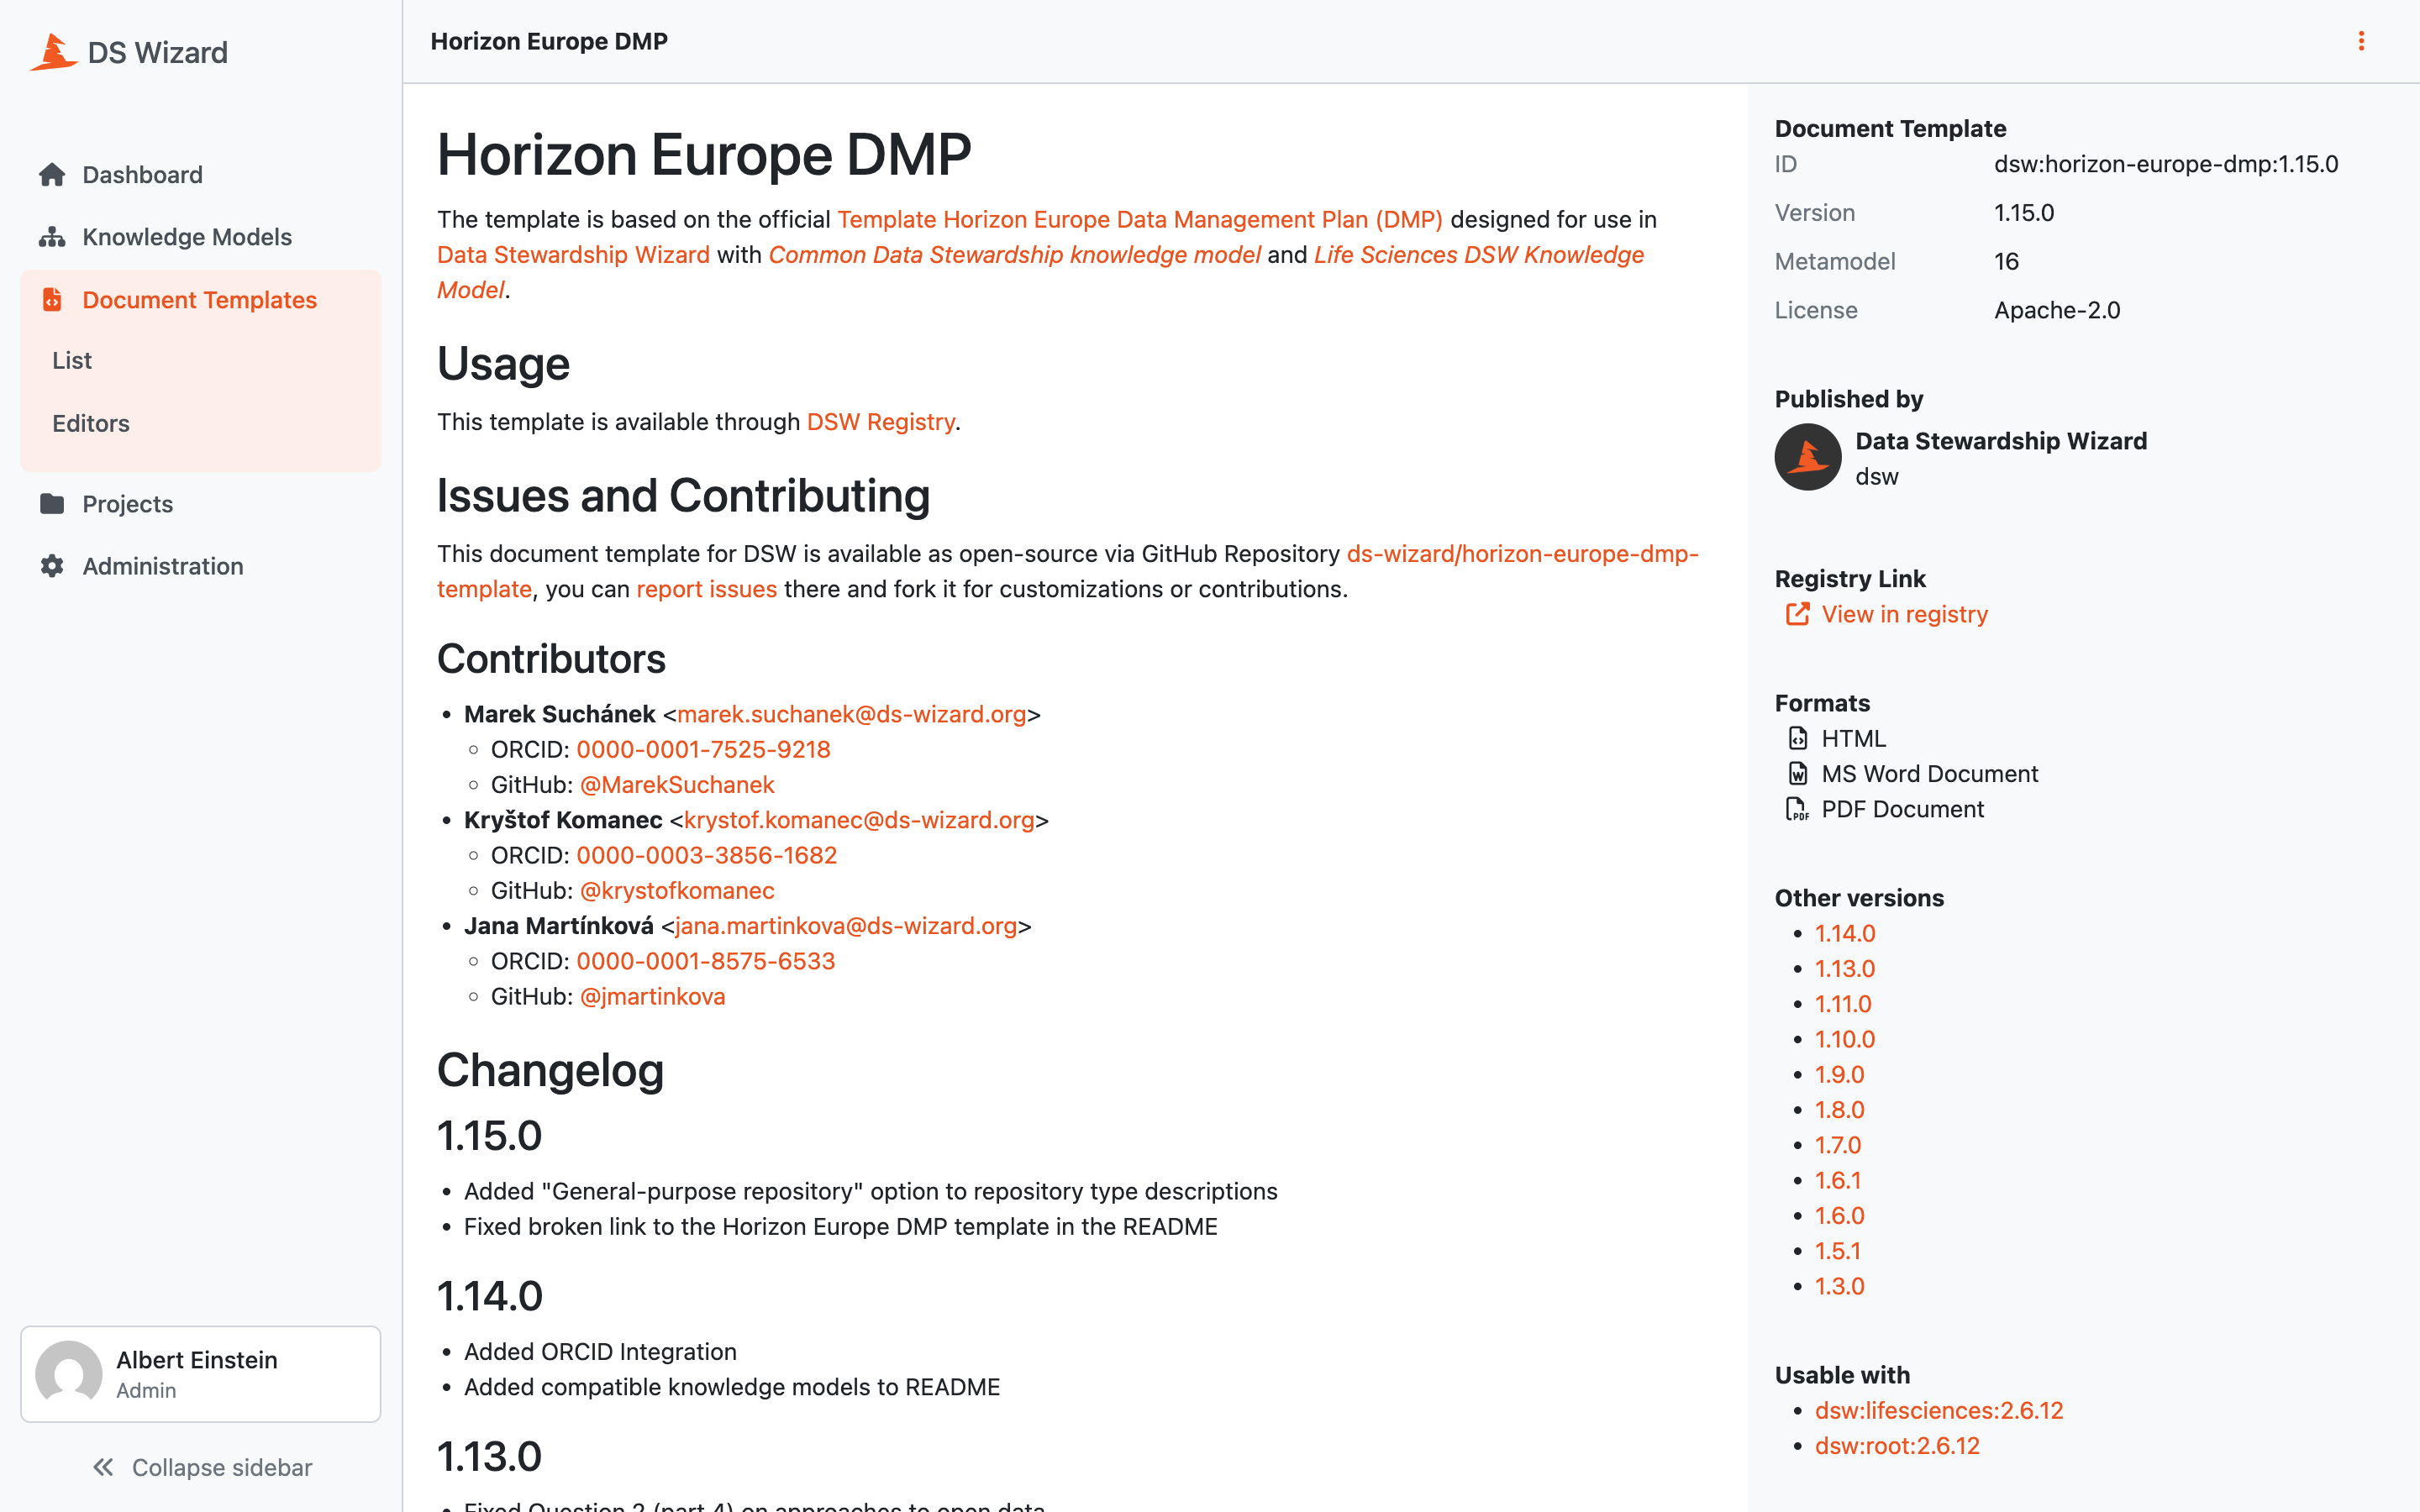 DS Wizard
Dashboard
Knowledge Models
Document Templates
List
Editors
Projects
Administration
Albert Einstein
Admin
Collapse sidebar
Horizon Europe DMP
Horizon Europe DMP
The template is based on the official Template Horizon Europe Data Management Plan (DMP) designed for use in
Data Stewardship Wizard with Common Data Stewardship knowledge model and Life Sciences DSW Knowledge
Model.
Usage
This template is available through DSW Registry.
Issues and Contributing
This document template for DSW is available as open-source via GitHub Repository ds-wizard/horizon-europe-dmp-
template, you can report issues there and fork it for customizations or contributions.
Contributors
• Marek Suchánek <marek.suchanek@ds-wizard.org>
◦ ORCID: 0000-0001-7525-9218
◦ GitHub: @MarekSuchanek
• Kryštof Komanec <krystof.komanec@ds-wizard.org>
◦ ORCID: 0000-0003-3856-1682
◦ GitHub: @krystofkomanec
• Jana Martínková <jana.martinkova@ds-wizard.org>
◦ ORCID: 0000-0001-8575-6533
◦ GitHub: @jmartinkova
Changelog
1.15.0
• Added "General-purpose repository" option to repository type descriptions
• Fixed broken link to the Horizon Europe DMP template in the README
1.14.0
• Added ORCID Integration
• Added compatible knowledge models to README
1.13.0
• Fixed Question 2 (part 4) on approaches to open data
Document Template
ID dsw:horizon-europe-dmp:1.15.0
Version 1.15.0
Metamodel 16
License Apache-2.0
Published by
Data Stewardship Wizard
dsw
Registry Link
View in registry
Formats
HTML
MS Word Document
PDF Document
Other versions
• 1.14.0
• 1.13.0
• 1.11.0
• 1.10.0
• 1.9.0
• 1.8.0
• 1.7.0
• 1.6.1
• 1.6.0
• 1.5.1
• 1.3.0
Usable with
• dsw:lifesciences:2.6.12
• dsw:root:2.6.12